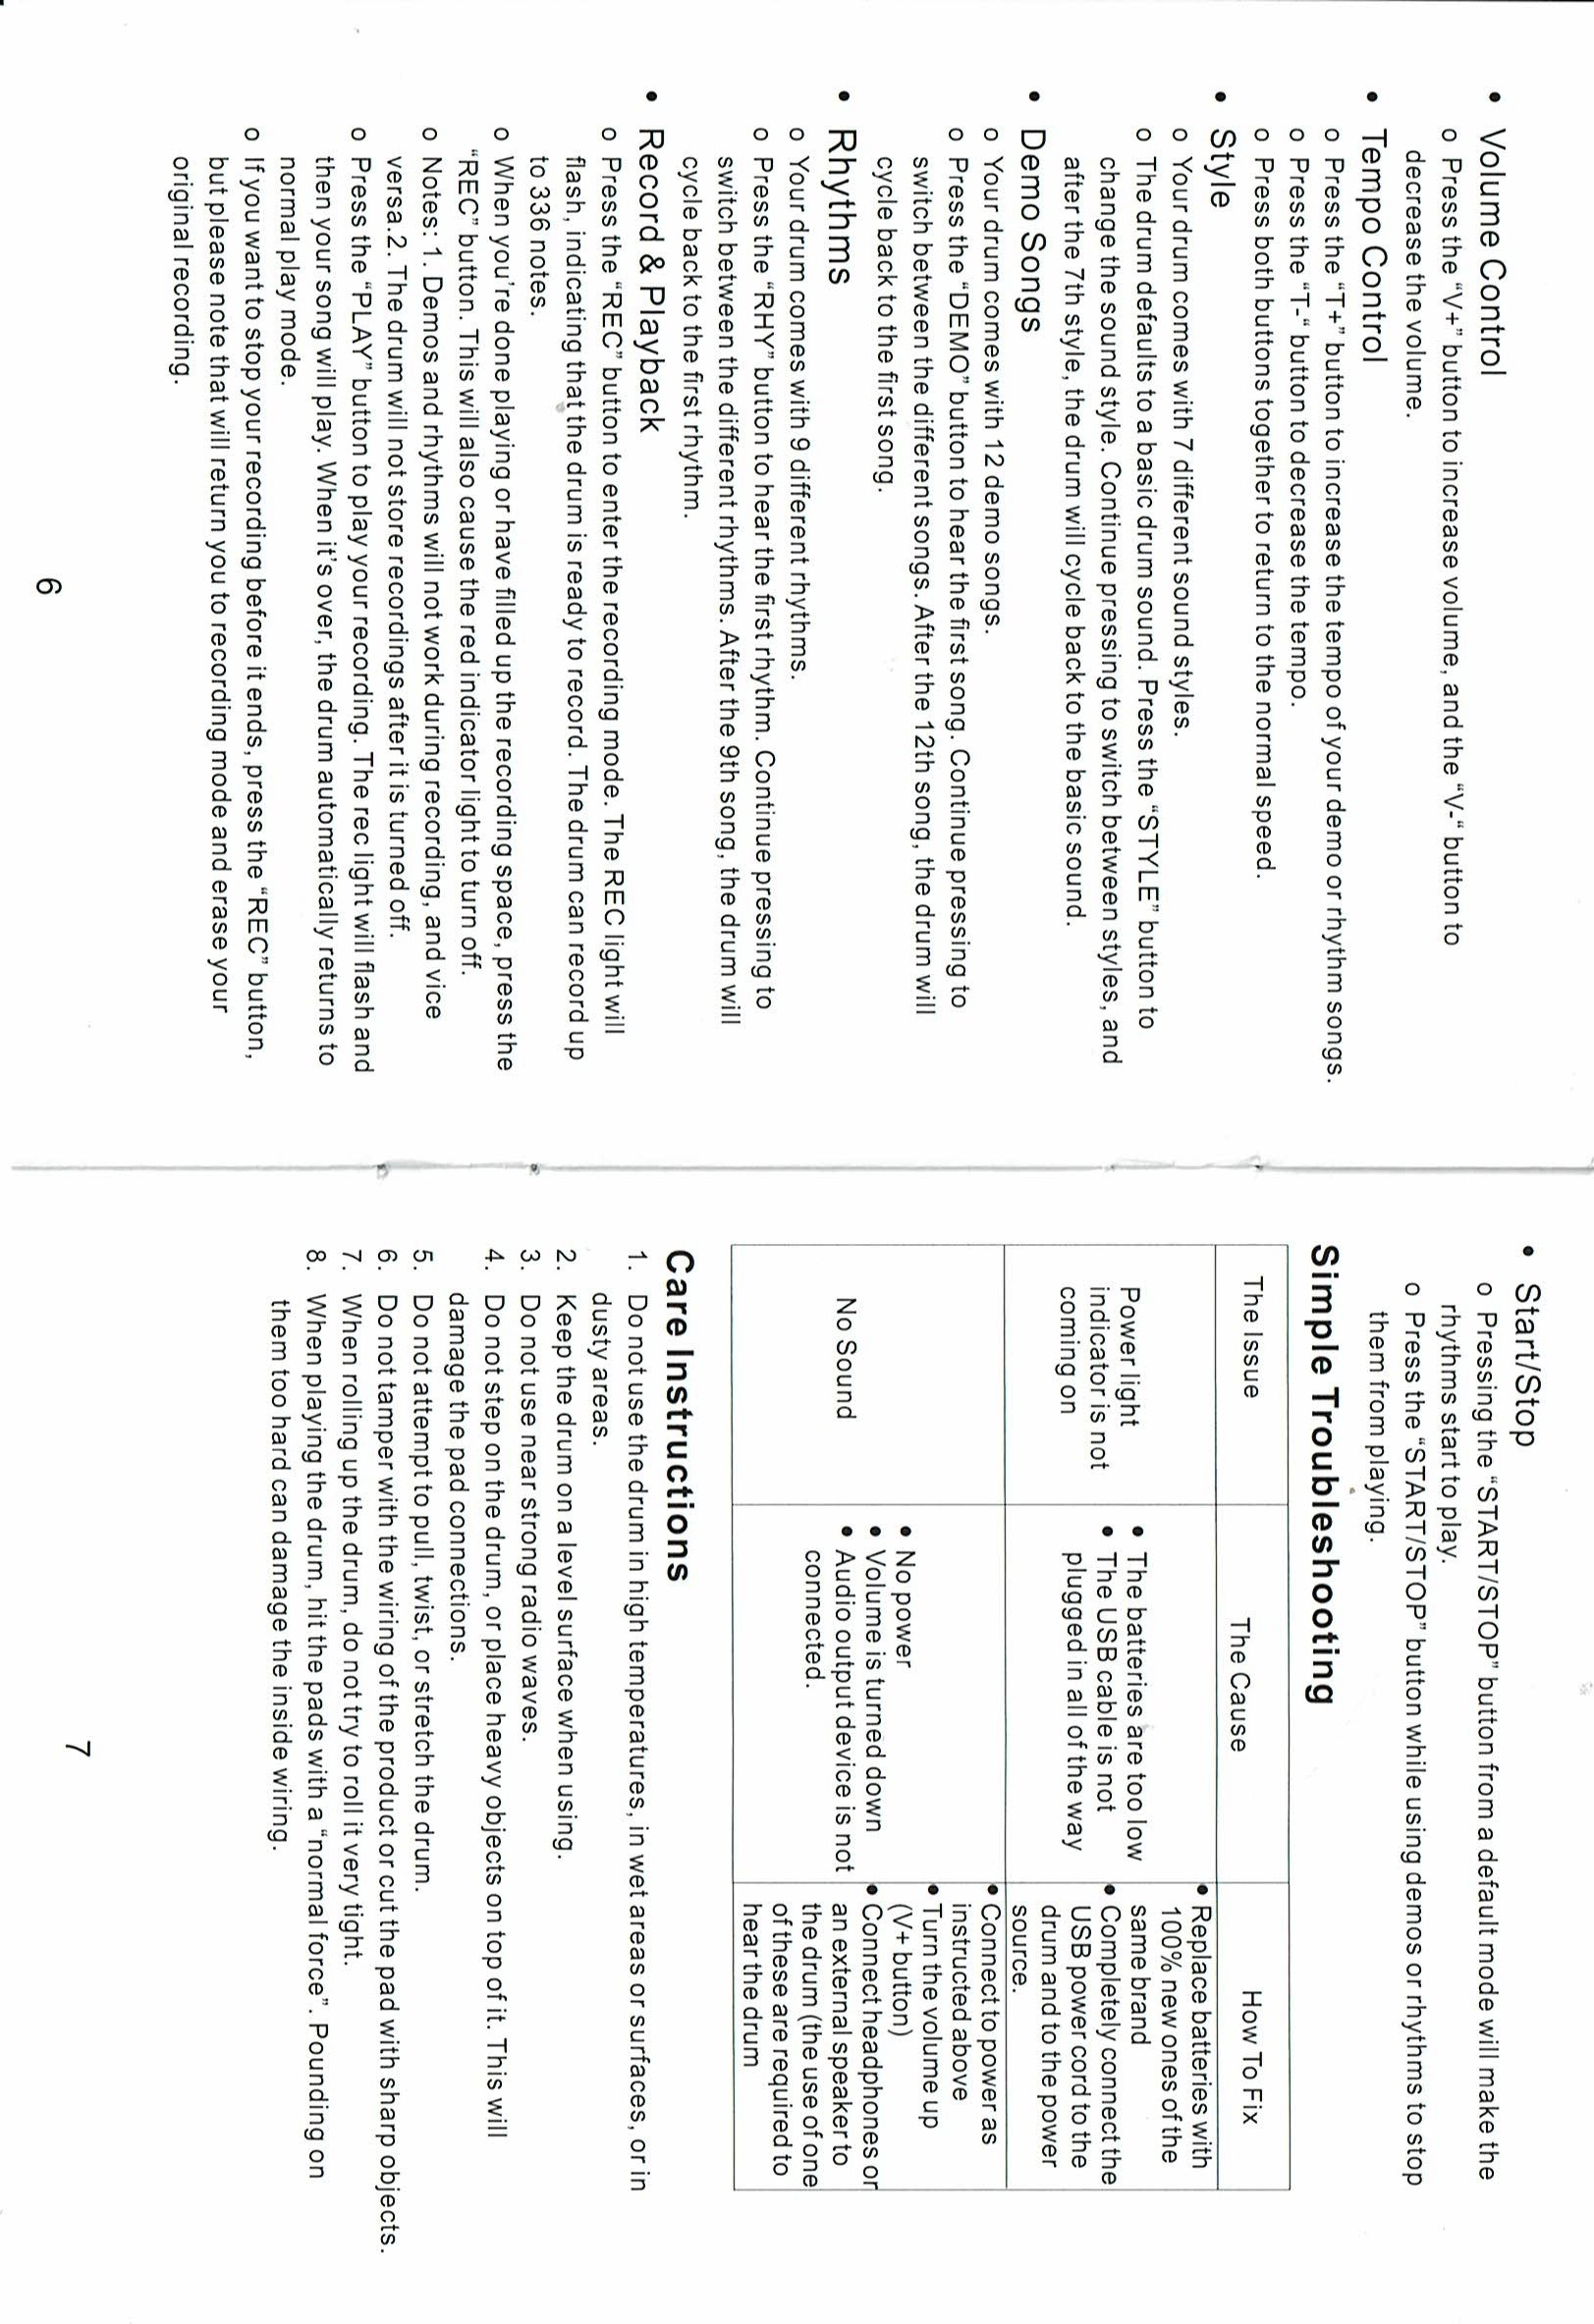 • Volume Control
o Press the “V+” button to increase volume, and the “V-“ button to
decrease the volume.
• Tempo Control
o Press the “T+” button to increase the tempo of your demo or rhythm songs.
o Press the “T-“ button to decrease the tempo.
o Press both buttons together to return to the normal speed.
• Style
o Your drum comes with 7 different sound styles.
o The drum defaults to a basic drum sound. Press the “STYLE” button to
change the sound style. Continue pressing to switch between styles, and
after the 7th style, the drum will cycle back to the basic sound.
• Demo Songs
o Your drum comes with 12 demo songs.
o Press the “DEMO” button to hear the first song. Continue pressing to
switch between the different songs. After the 12th song, the drum will
cycle back to the first song.
• Rhythms
o Your drum comes with 9 different rhythms.
o Press the “RHY” button to hear the first rhythm. Continue pressing to
switch between the different rhythms. After the 9th song, the drum will
cycle back to the first rhythm.
• Record & Playback
o Press the “REC” button to enter the recording mode. The REC light will
flash, indicating that the drum is ready to record. The drum can record up
to 336 notes.
o When you’re done playing or have filled up the recording space, press the
“REC” button. This will also cause the red indicator light to turn off.
o Notes: 1. Demos and rhythms will not work during recording, and vice
versa.2. The drum will not store recordings after it is turned off.
o Press the “PLAY” button to play your recording. The rec light will flash and
then your song will play. When it’s over, the drum automatically returns to
normal play mode.
o If you want to stop your recording before it ends, press the “REC” button,
but please note that will return you to recording mode and erase your
original recording.
6
• Start/Stop
o Pressing the “START/STOP” button from a default mode will make the
rhythms start to play.
o Press the “START/STOP” button while using demos or rhythms to stop
them from playing.
Simple Troubleshooting
The Issue
The Cause
How To Fix
Power light
indicator is not
coming on
• The batteries are too low
• The USB cable is not
plugged in all of the way
• Replace batteries with
100% new ones of the
same brand
• Completely connect the
USB power cord to the
drum and to the power
source.
No Sound
• No power
• Volume is turned down
• Audio output device is not
connected.
• Connect to power as
instructed above
• Turn the volume up
(V+ button)
• Connect headphones or
an external speaker to
the drum (the use of one
of these are required to
hear the drum
Care Instructions
1. Do not use the drum in high temperatures, in wet areas or surfaces, or in
dusty areas.
2. Keep the drum on a level surface when using.
3. Do not use near strong radio waves.
4. Do not step on the drum, or place heavy objects on top of it. This will
damage the pad connections.
5. Do not attempt to pull, twist, or stretch the drum.
6. Do not tamper with the wiring of the product or cut the pad with sharp objects.
7. When rolling up the drum, do not try to roll it very tight.
8. When playing the drum, hit the pads with a “normal force”. Pounding on
them too hard can damage the inside wiring.
7